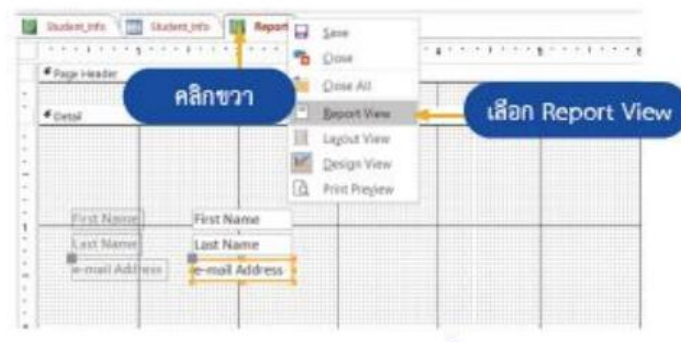 Student_Info Student_Info Report
Save
Close
Close All
Report View
Layout View
Design View
Print Preview
Page Header
Detail
คลิกขวา
เลือก Report View
First Name First Name
Last Name Last Name
e-mail Address e-mail Address